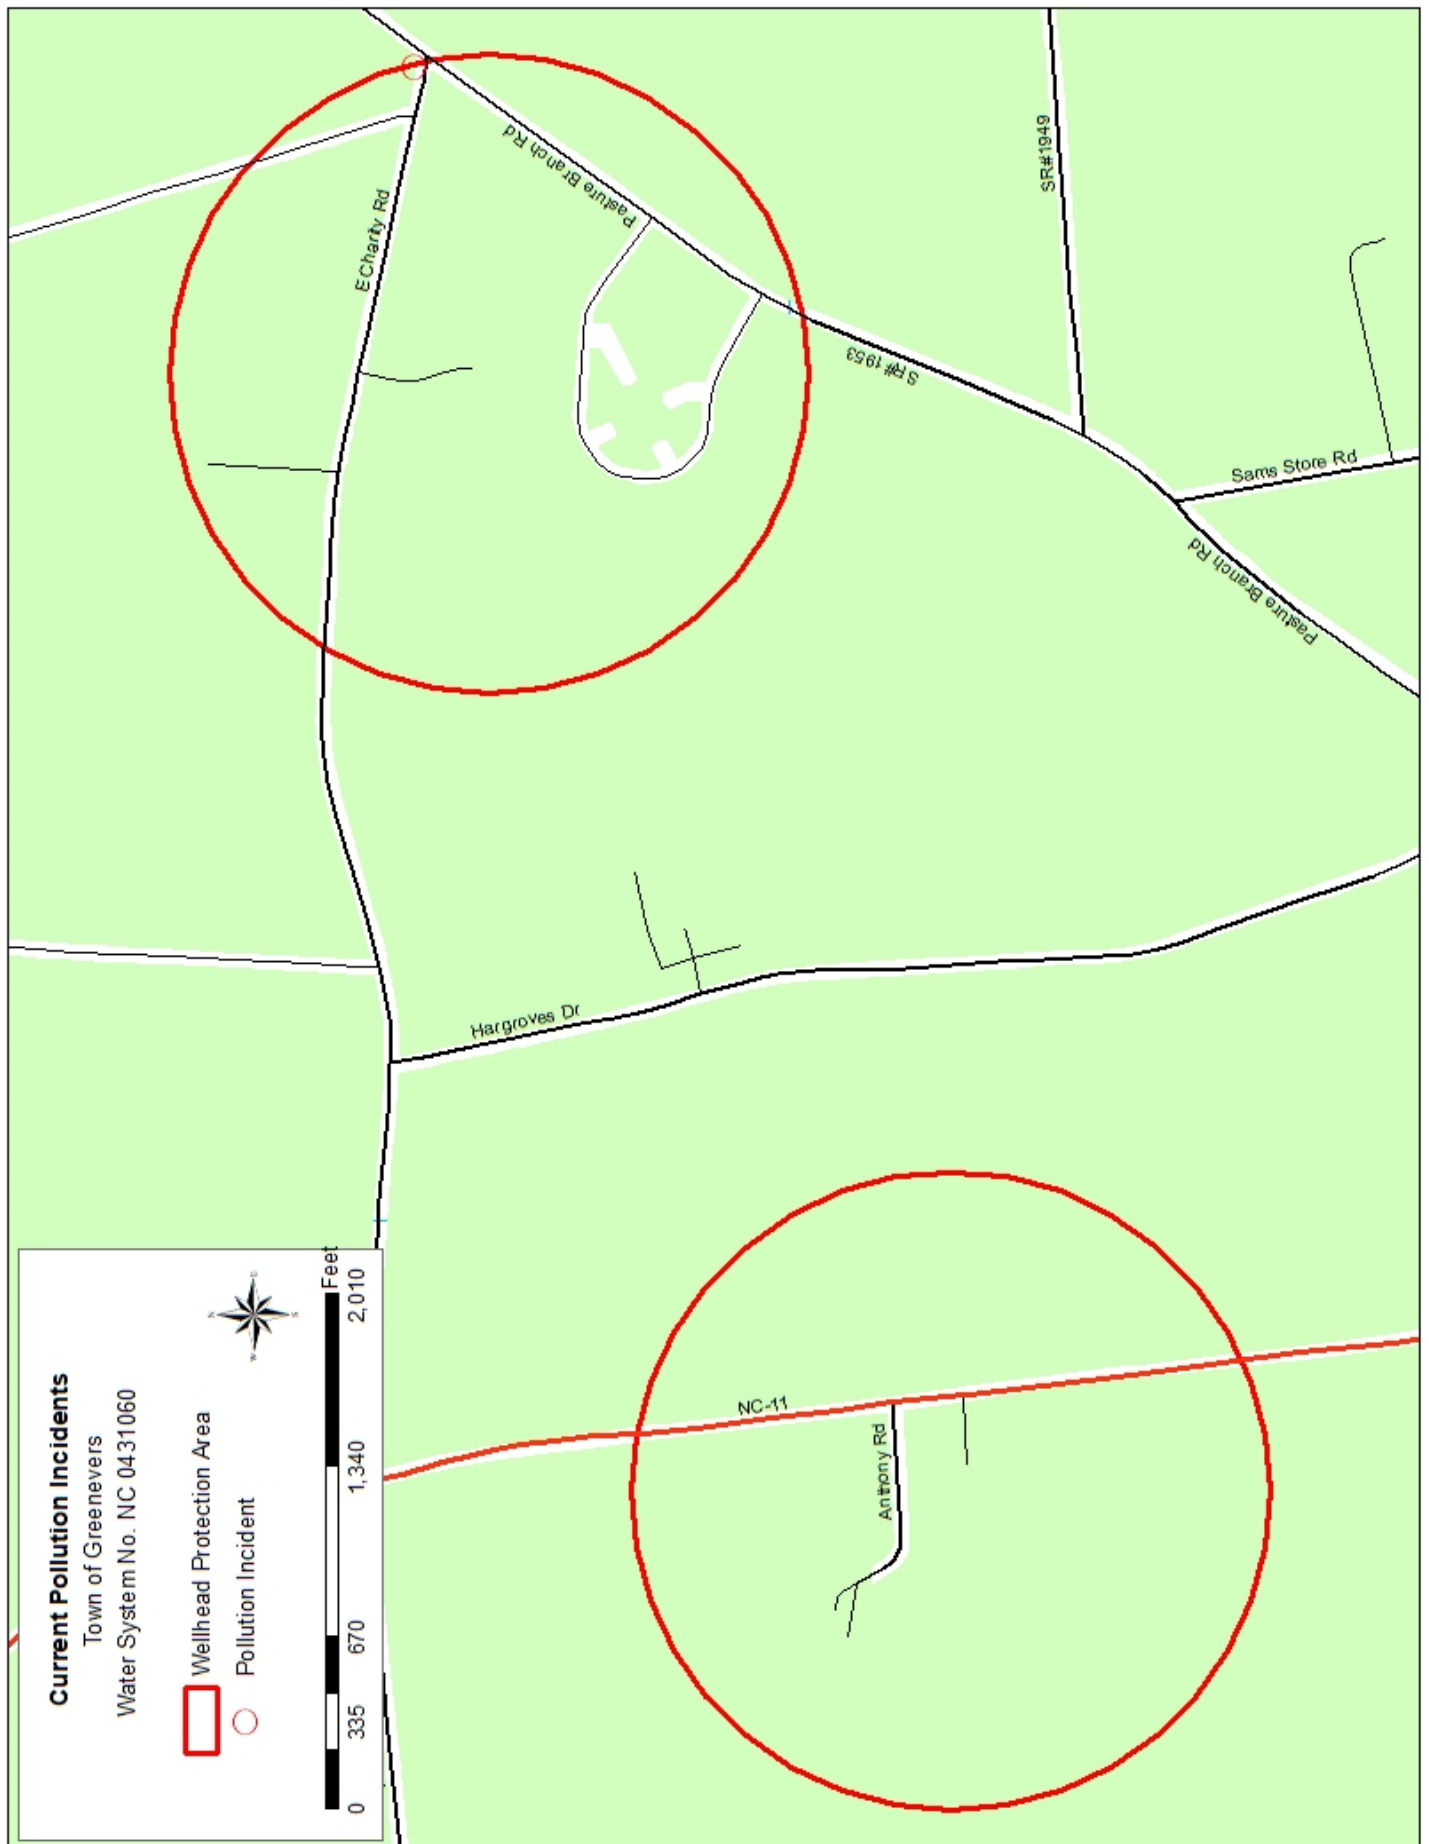 Current Pollution Incidents
Town of Greenevers
Water System No. NC 0431060
Wellhead Protection Area
Pollution Incident
N
W
E
S
0 335 670 1,340 2,010
Feet
E Charity Rd
Pasture Branch Rd
SR#1953
SR#1949
Sams Store Rd
Pasture Branch Rd
Hargroves Dr
NC-11
Anthony Rd